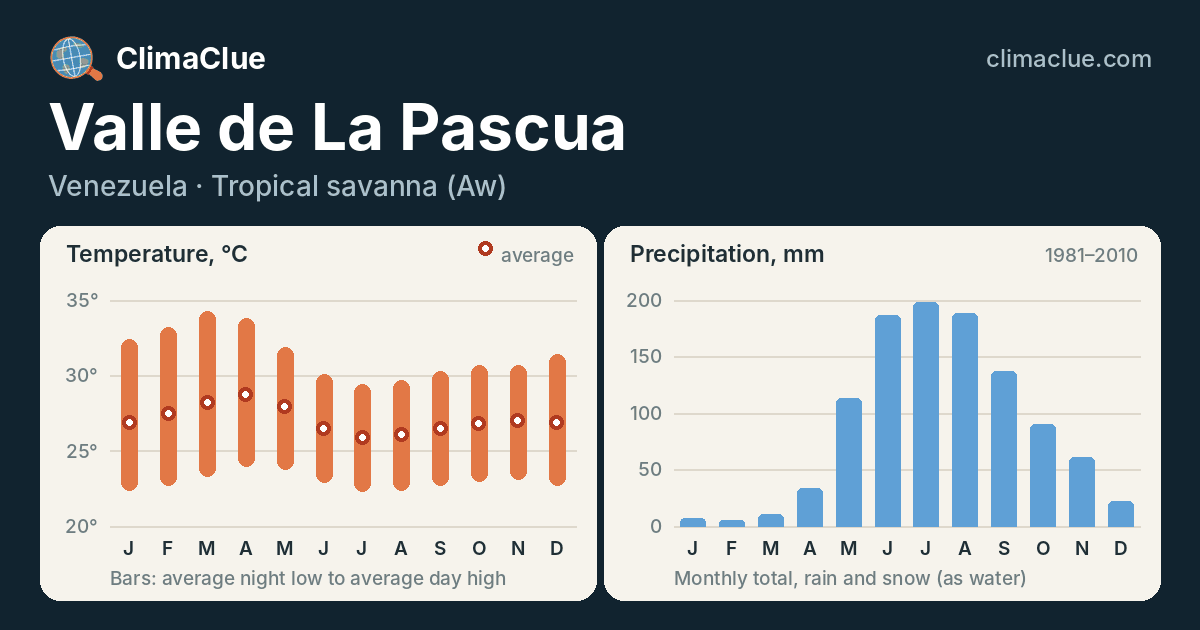 ClimaClue
climaclue.com
Valle de La Pascua
Venezuela · Tropical savanna (Aw)
Temperature, °C
average
35°
30°
25°
20°
J F M A M J J A S O N D
Bars: average night low to average day high
Precipitation, mm
1981–2010
200
150
100
50
0
J F M A M J J A S O N D
Monthly total, rain and snow (as water)